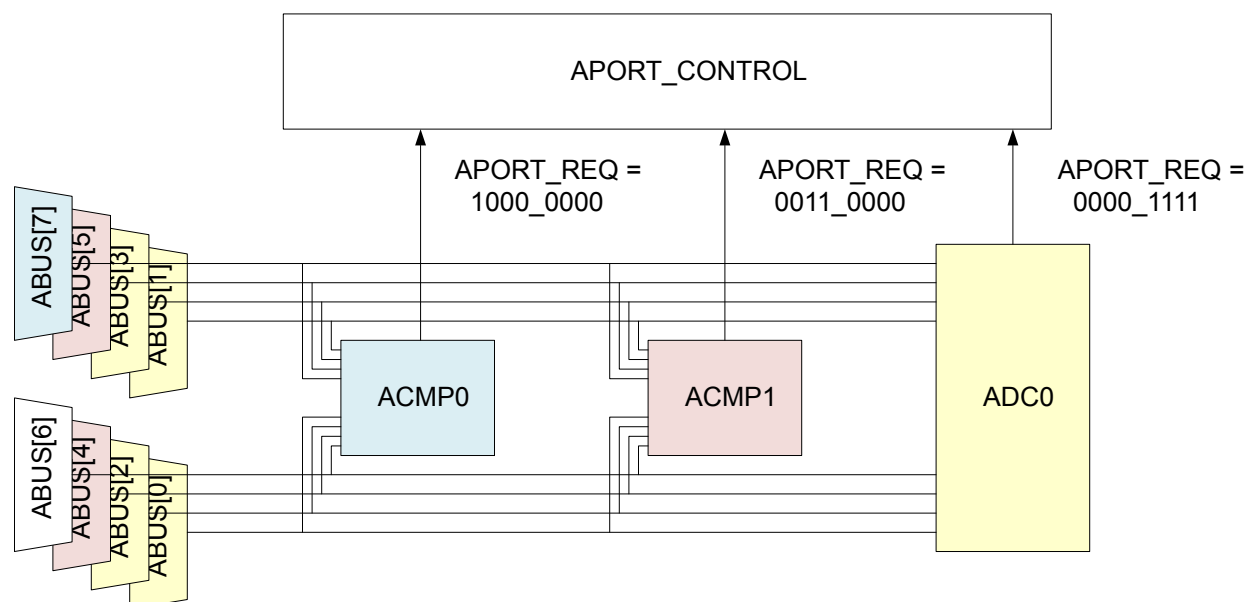 APORT_CONTROL
APORT_REQ =
1000_0000
APORT_REQ =
0011_0000
APORT_REQ =
0000_1111
ABUS[7]
ABUS[5]
ABUS[3]
ABUS[1]
ACMP0
ACMP1
ADC0
ABUS[6]
ABUS[4]
ABUS[2]
ABUS[0]